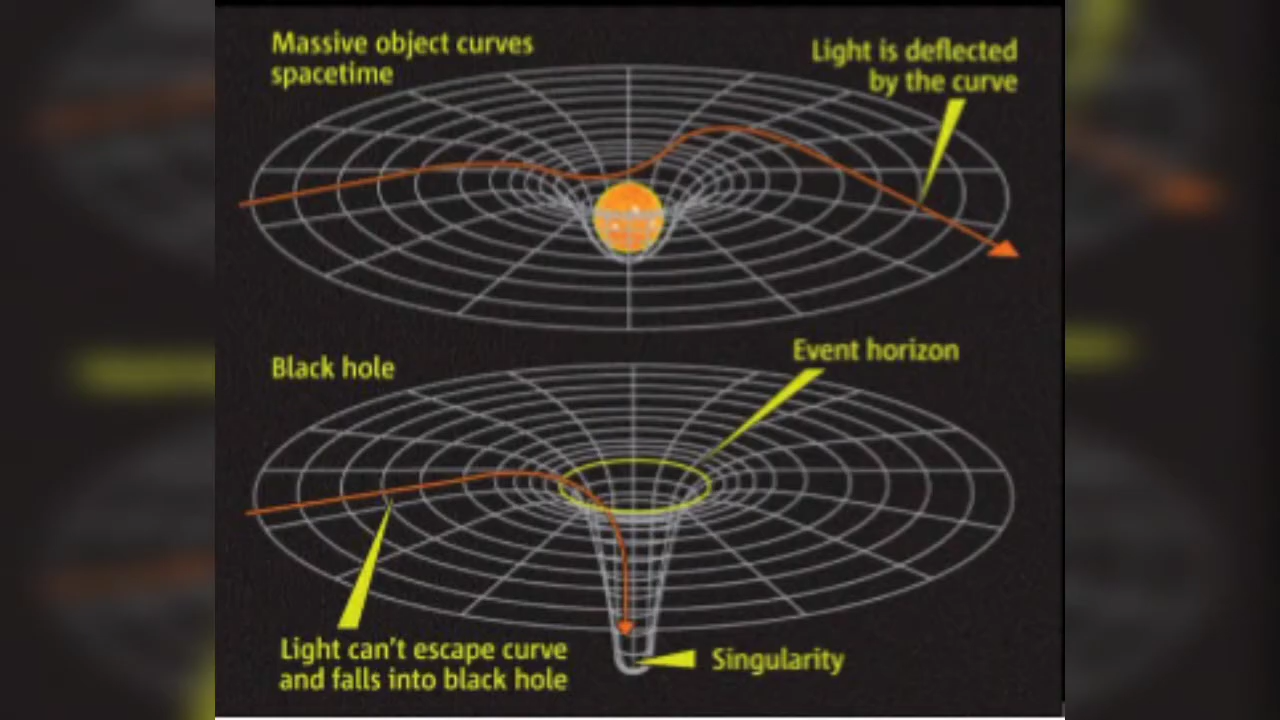 Massive object curves
spacetime
Light is deflected
by the curve
Black hole
Event horizon
Light can't escape curve
and falls into black hole
Singularity